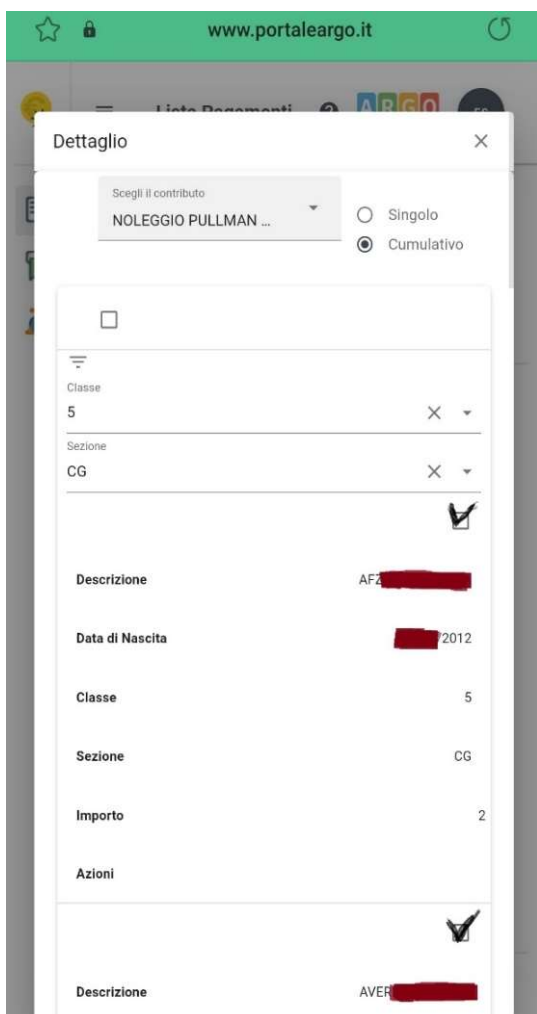 www.portaleargo.it
Lista Pagamenti ? ARGO
Dettaglio
Scegli il contributo
NOLEGGIO PULLMAN ...
Singolo
Cumulativo
Classe
5
Sezione
CG
Descrizione AFZ
Data di Nascita /2012
Classe 5
Sezione CG
Importo 2
Azioni
Descrizione AVER